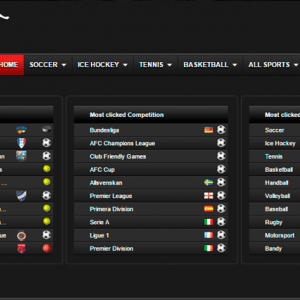 HOME SOCCER ICE HOCKEY TENNIS BASKETBALL ALL SPORTS
Most clicked Competition
Most clicked
Bundesliga
Soccer
AFC Champions League
Ice Hockey
Club Friendly Games
Tennis
AFC Cup
Basketball
Allsvenskan
Handball
Premier League
Volleyball
Primera Division
Baseball
Serie A
Rugby
Ligue 1
Motorsport
Premier Division
Bandy